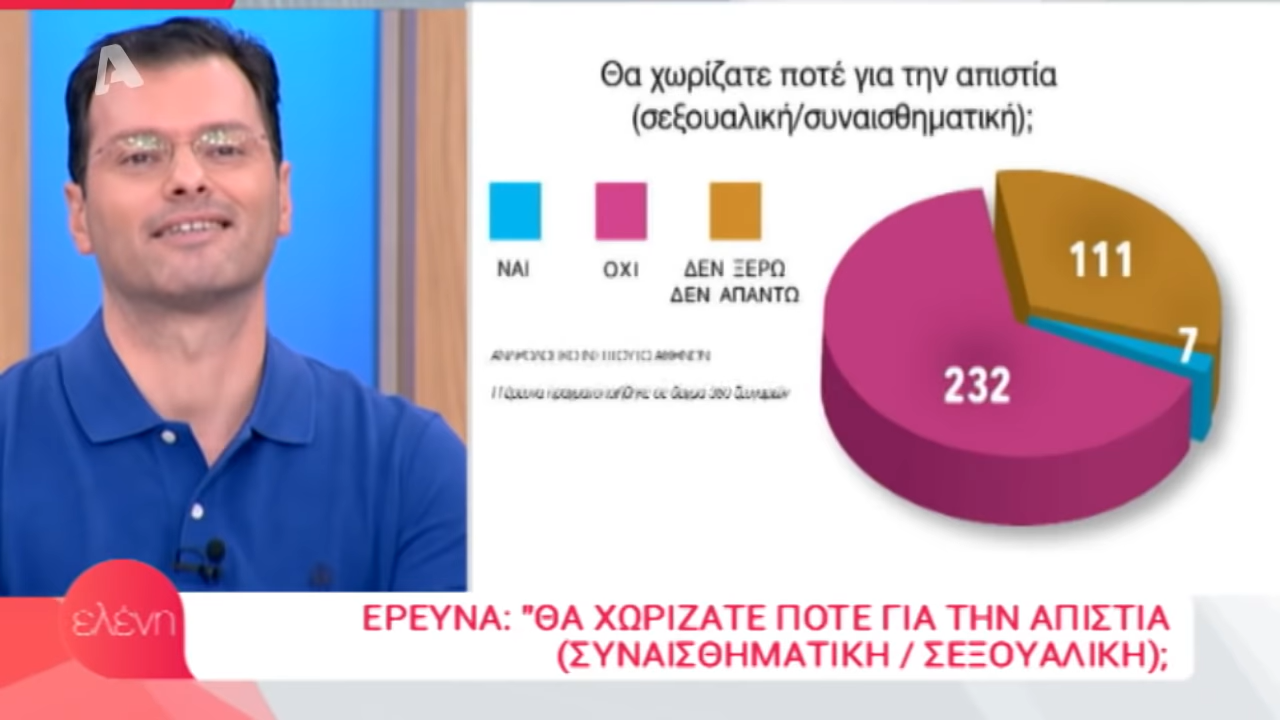 Θα χωρίζατε ποτέ για την απιστία
(σεξουαλική/συναισθηματική);
ΝΑΙ
ΟΧΙ
ΔΕΝ ΞΕΡΩ
ΔΕΝ ΑΠΑΝΤΩ
111
7
232
ελένη
ΕΡΕΥΝΑ: "ΘΑ ΧΩΡΙΖΑΤΕ ΠΟΤΕ ΓΙΑ ΤΗΝ ΑΠΙΣΤΙΑ
(ΣΥΝΑΙΣΘΗΜΑΤΙΚΗ / ΣΕΞΟΥΑΛΙΚΗ);